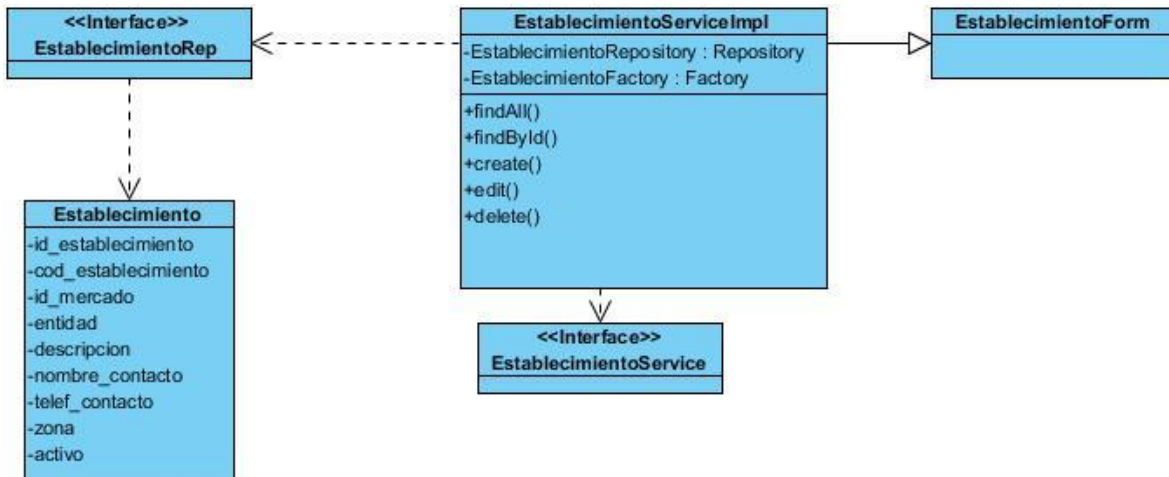 <<Interface>>
EstablecimientoRep
EstablecimientoServiceImpl
-EstablecimientoRepository : Repository
-EstablecimientoFactory : Factory
+findAll()
+findById()
+create()
+edit()
+delete()
EstablecimientoForm
Establecimiento
-id_establecimiento
-cod_establecimiento
-id_mercado
-entidad
-descripcion
-nombre_contacto
-telef_contacto
-zona
-activo
<<Interface>>
EstablecimientoService